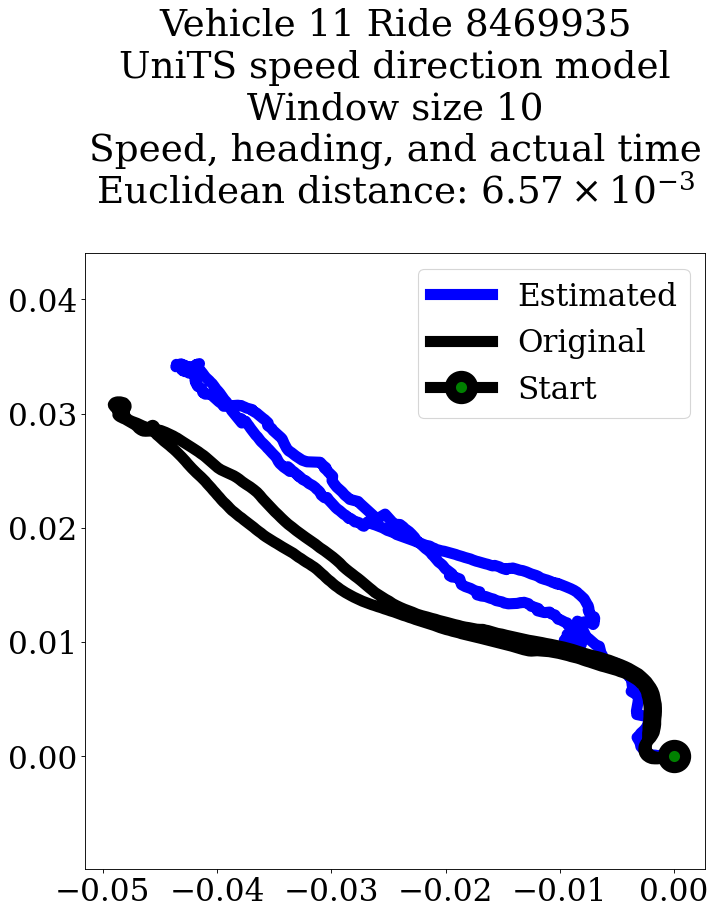 Vehicle 11 Ride 8469935
UniTS speed direction model
Window size 10
Speed, heading, and actual time
Euclidean distance: 6.57 × 10⁻³
Estimated
Original
Start
0.04
0.03
0.02
0.01
0.00
−0.05 −0.04 −0.03 −0.02 −0.01 0.00